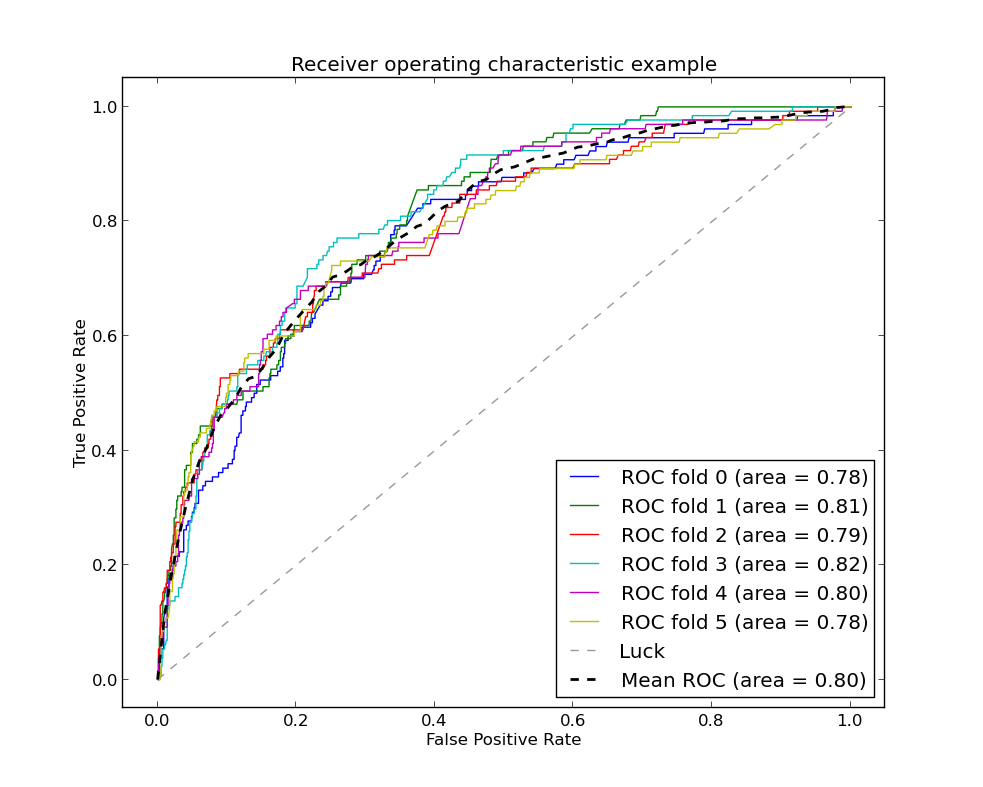 Receiver operating characteristic example
True Positive Rate
1.0
0.8
0.6
0.4
0.2
0.0
ROC fold 0 (area = 0.78)
ROC fold 1 (area = 0.81)
ROC fold 2 (area = 0.79)
ROC fold 3 (area = 0.82)
ROC fold 4 (area = 0.80)
ROC fold 5 (area = 0.78)
Luck
Mean ROC (area = 0.80)
0.0 0.2 0.4 0.6 0.8 1.0
False Positive Rate